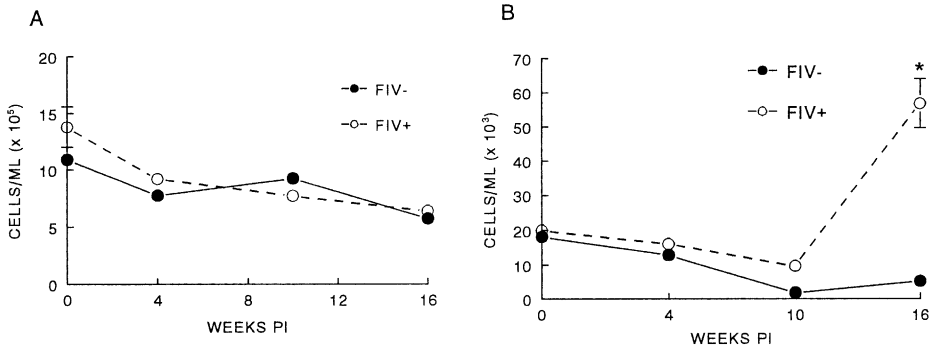 A
20
15
10
5
0
CELLS/ML (x 10⁵)
FIV-
FIV+
0 4 8 12 16
WEEKS PI
B
70
60
50
40
30
20
10
0
CELLS/ML (x 10³)
FIV-
FIV+
*
0 4 10 16
WEEKS PI